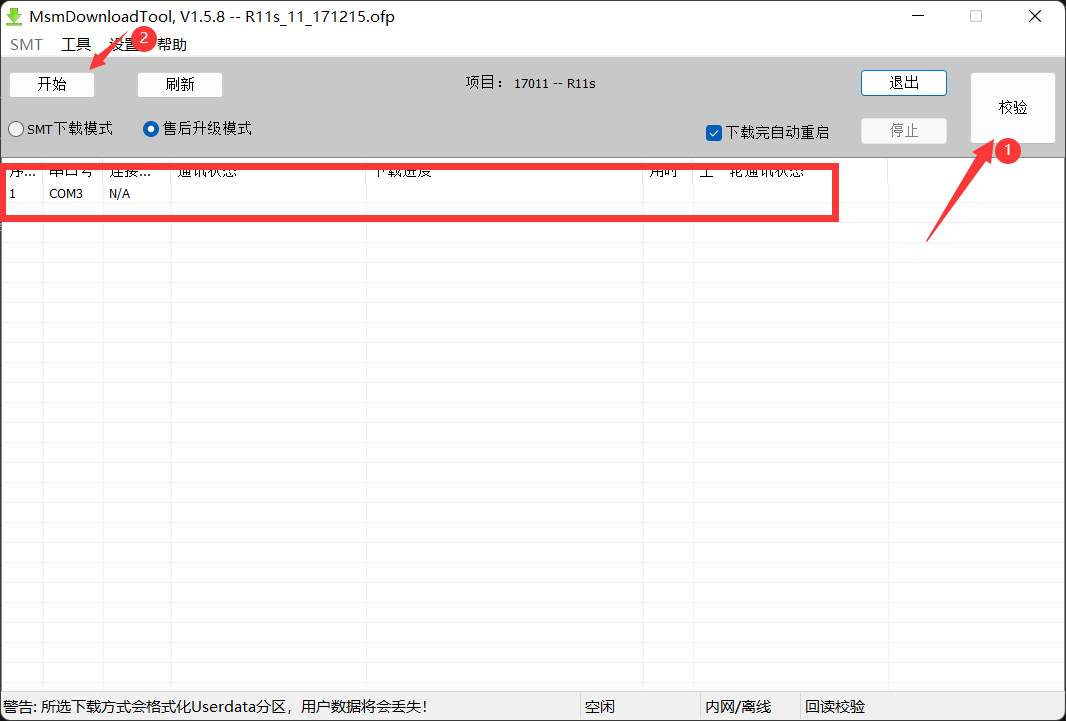 MsmDownloadTool, V1.5.8 -- R11s_11_171215.ofp
SMT 工具 设置 帮助
2
开始 刷新 项目： 17011 -- R11s 退出 校验
SMT下载模式 售后升级模式 下载完自动重启 停止
1
序... 串口号 连接... 通讯状态 下载进度 用时 上一轮通讯状态
1 COM3 N/A
警告: 所选下载方式会格式化Userdata分区，用户数据将会丢失! 空闲 内网/离线 回读校验